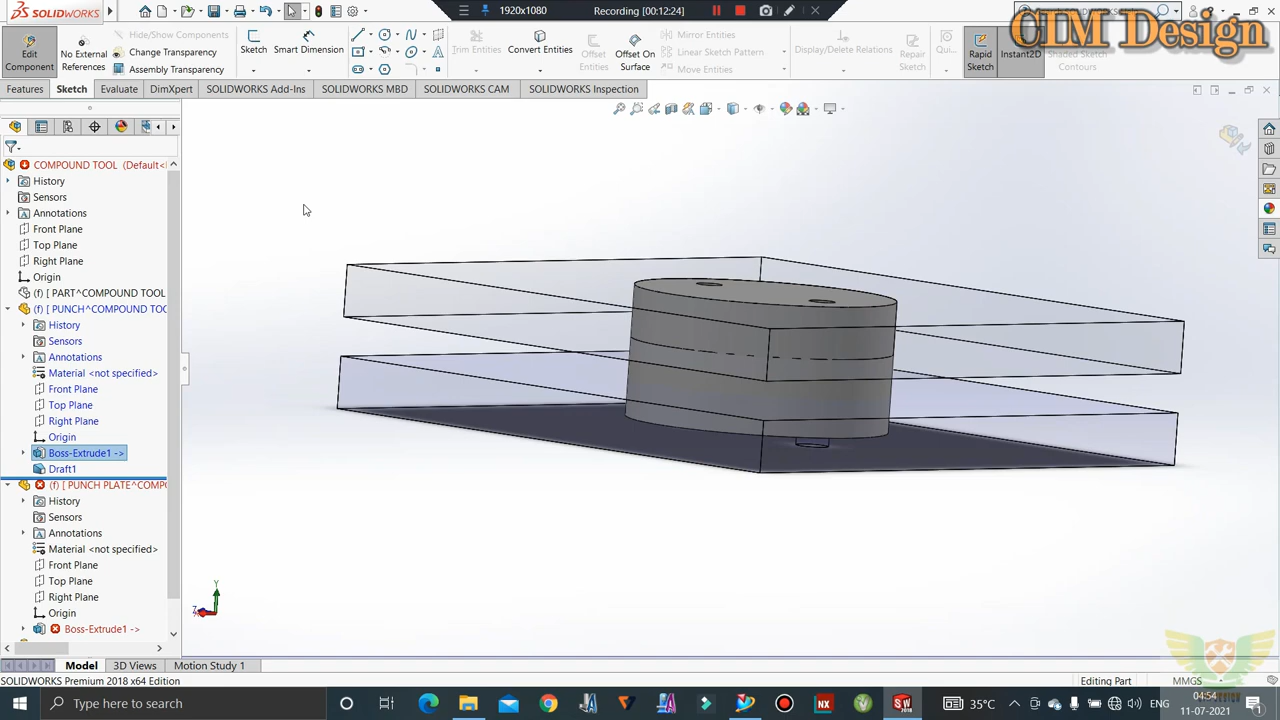 1920x1080
Recording [00:12:24]
CIM Design
Edit Component
No External References
Hide/Show Components
Change Transparency
Assembly Transparency
Sketch
Smart Dimension
Trim Entities
Convert Entities
Offset Entities
Offset On Surface
Mirror Entities
Linear Sketch Pattern
Move Entities
Display/Delete Relations
Repair Sketch
Qui...
Rapid Sketch
Instant2D
Shaded Sketch Contours
Features
Sketch
Evaluate
DimXpert
SOLIDWORKS Add-Ins
SOLIDWORKS MBD
SOLIDWORKS CAM
SOLIDWORKS Inspection
COMPOUND TOOL (Default<
History
Sensors
Annotations
Front Plane
Top Plane
Right Plane
Origin
(f) [ PART^COMPOUND TOOL
(f) [ PUNCH^COMPOUND TOO
History
Sensors
Annotations
Material <not specified>
Front Plane
Top Plane
Right Plane
Origin
Boss-Extrude1 ->
Draft1
(f) [ PUNCH PLATE^COMPO
History
Sensors
Annotations
Material <not specified>
Front Plane
Top Plane
Right Plane
Origin
Boss-Extrude1 ->
Y
Z
Model
3D Views
Motion Study 1
SOLIDWORKS Premium 2018 x64 Edition
Editing Part
MMGS
Type here to search
35°C
ENG
04:54
11-07-2021